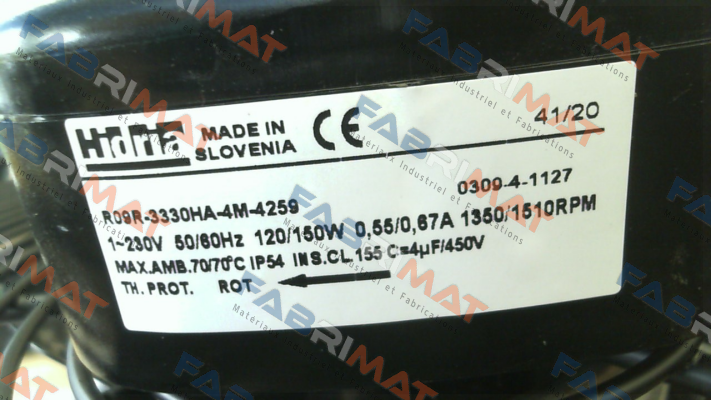 Hidria MADE IN SLOVENIA CE 41/20
R09R-3330HA-4M-4259 0309-4-1127
1~230V 50/60Hz 120/150W 0,55/0,67A 1350/1510RPM
MAX.AMB.70/70°C IP54 INS.CL.155 C=4µF/450V
TH. PROT. ROT
FABRIMAT
Matériaux Industriel et Fabrications